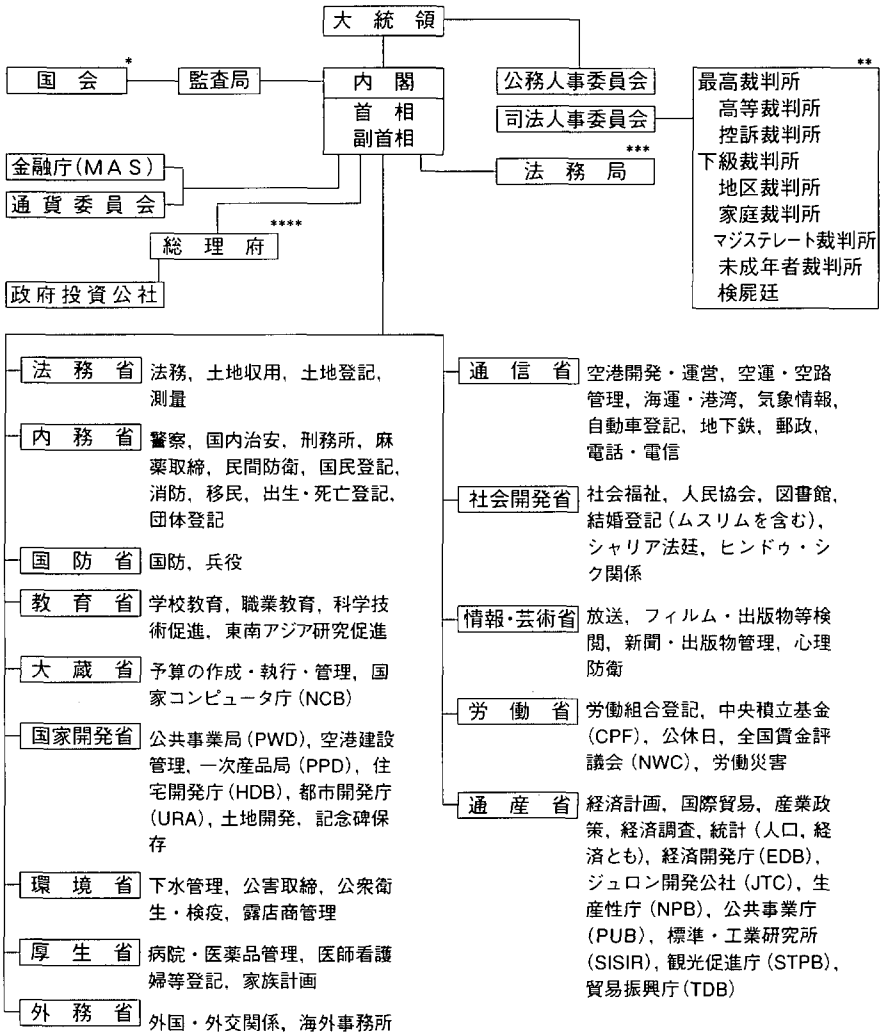 大統領
*
国会
監査局
内閣
首相
副首相
公務人事委員会
司法人事委員会
***
法務局
**
最高裁判所
高等裁判所
控訴裁判所
下級裁判所
地区裁判所
家庭裁判所
マジステレート裁判所
未成年者裁判所
検屍廷
金融庁(MAS)
通貨委員会
****
総理府
政府投資公社
法務省
法務，土地収用，土地登記，
測量
内務省
警察，国内治安，刑務所，麻
薬取締，民間防衛，国民登記，
消防，移民，出生・死亡登記，
団体登記
国防省
国防，兵役
教育省
学校教育，職業教育，科学技
術促進，東南アジア研究促進
大蔵省
予算の作成・執行・管理，国
家コンピュータ庁(NCB)
国家開発省
公共事業局(PWD)，空港建設
管理，一次産品局(PPD)，住
宅開発庁(HDB)，都市開発庁
(URA)，土地開発，記念碑保
存
環境省
下水管理，公害取締，公衆衛
生・検疫，露店商管理
厚生省
病院・医薬品管理，医師看護
婦等登記，家族計画
外務省
外国・外交関係，海外事務所
通信省
空港開発・運営，空運・空路
管理，海運・港湾，気象情報，
自動車登記，地下鉄，郵政，
電話・電信
社会開発省
社会福祉，人民協会，図書館，
結婚登記(ムスリムを含む)，
シャリア法廷，ヒンドゥ・シ
ク関係
情報・芸術省
放送，フィルム・出版物等検
閲，新聞・出版物管理，心理
防衛
労働省
労働組合登記，中央積立基金
(CPF)，公休日，全国賃金評
議会(NWC)，労働災害
通産省
経済計画，国際貿易，産業政
策，経済調査，統計(人口，経
済とも)，経済開発庁(EDB)，
ジュロン開発公社(JTC)，生
産性庁(NPB)，公共事業庁
(PUB)，標準・工業研究所
(SISIR)，観光促進庁(STPB)，
貿易振興庁(TDB)